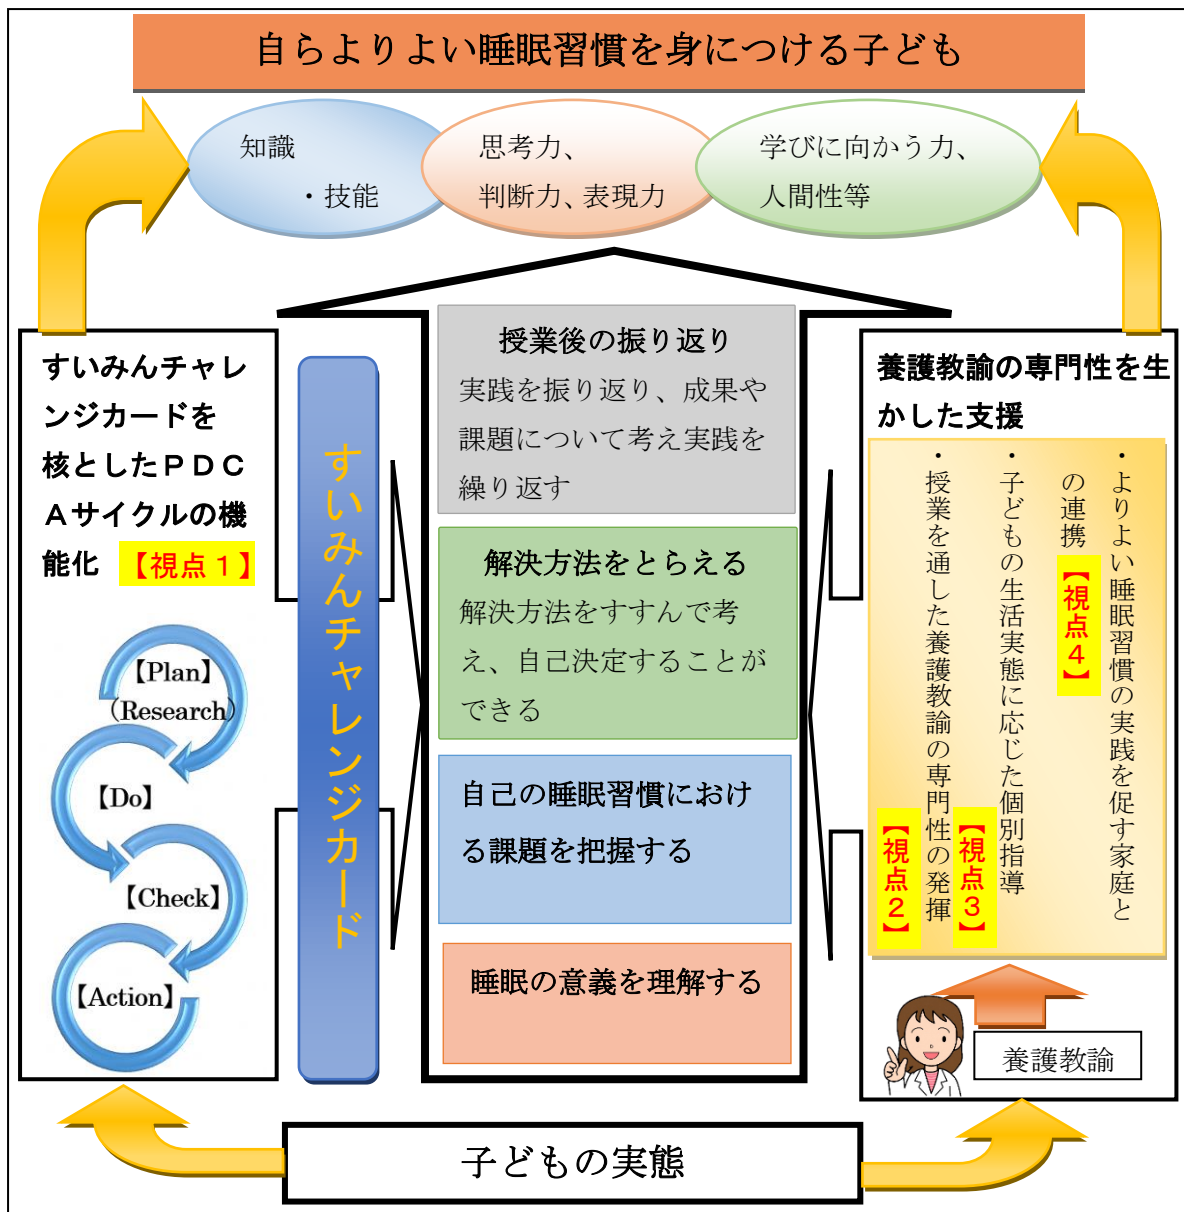 自らよりよい睡眠習慣を身につける子ども
知識
・技能
思考力、
判断力、表現力
学びに向かう力、
人間性等
すいみんチャレ
ンジカードを
核としたＰＤＣ
Ａサイクルの機
能化 【視点１】
【Plan】
（Research）
【Do】
【Check】
【Action】
すいみんチャレンジカード
授業後の振り返り
実践を振り返り、成果や
課題について考え実践を
繰り返す
解決方法をとらえる
解決方法をすすんで考
え、自己決定することが
できる
自己の睡眠習慣におけ
る課題を把握する
睡眠の意義を理解する
養護教諭の専門性を生
かした支援
・よりよい睡眠習慣の実践を促す家庭と
の連携【視点４】
・子どもの生活実態に応じた個別指導
【視点３】
・授業を通した養護教諭の専門性の発揮
【視点２】
養護教諭
子どもの実態